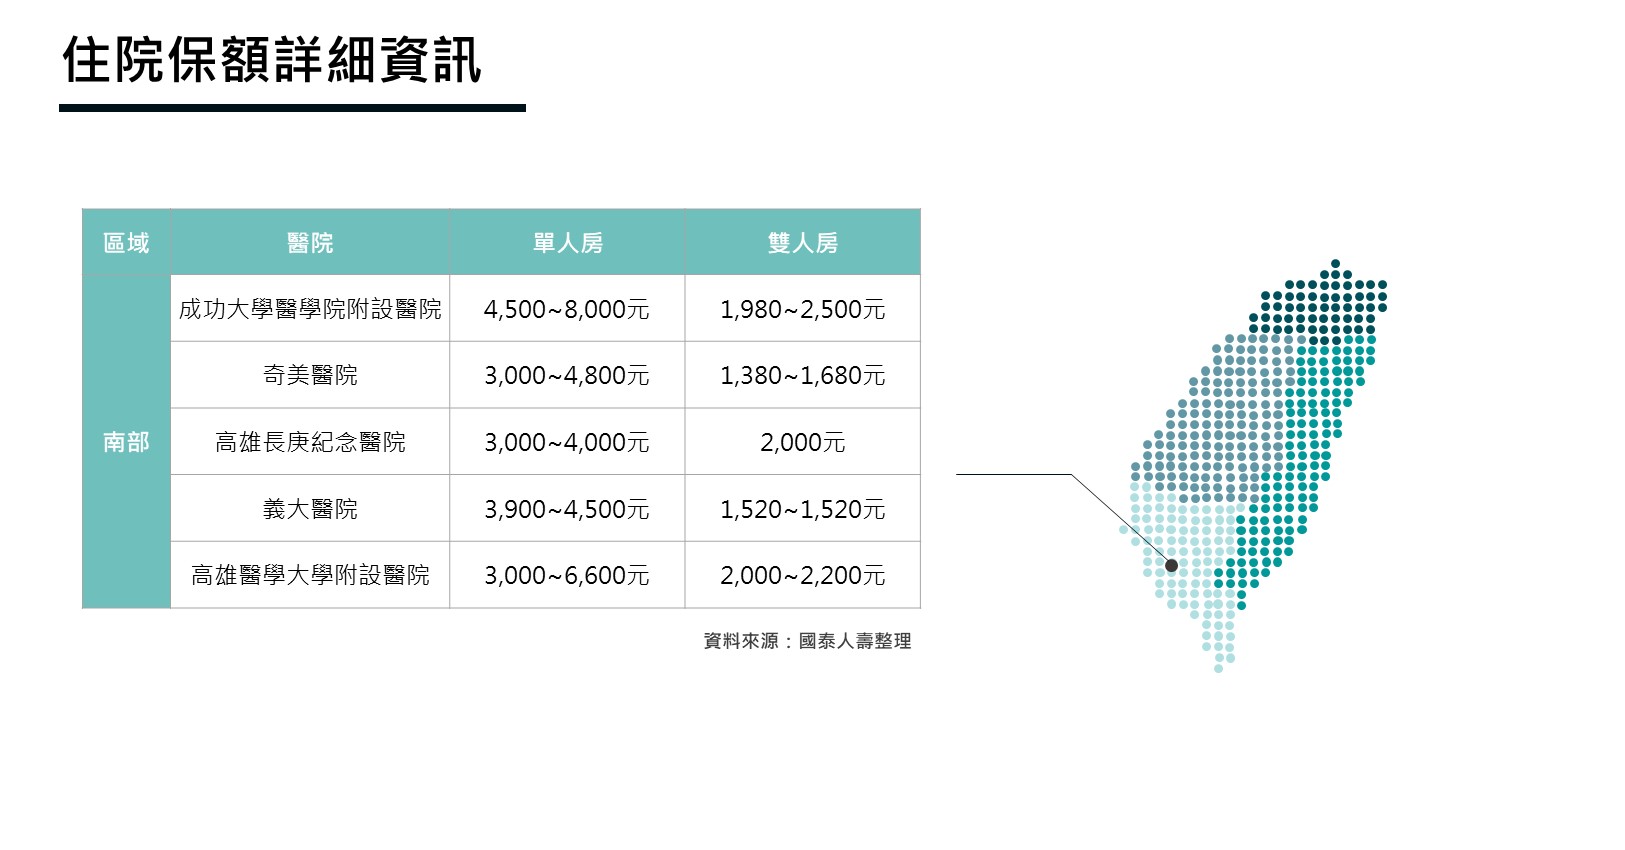 住院保額詳細資訊
區域 醫院 單人房 雙人房
成功大學醫學院附設醫院 4,500~8,000元 1,980~2,500元
奇美醫院 3,000~4,800元 1,380~1,680元
南部 高雄長庚紀念醫院 3,000~4,000元 2,000元
義大醫院 3,900~4,500元 1,520~1,520元
高雄醫學大學附設醫院 3,000~6,600元 2,000~2,200元
資料來源：國泰人壽整理